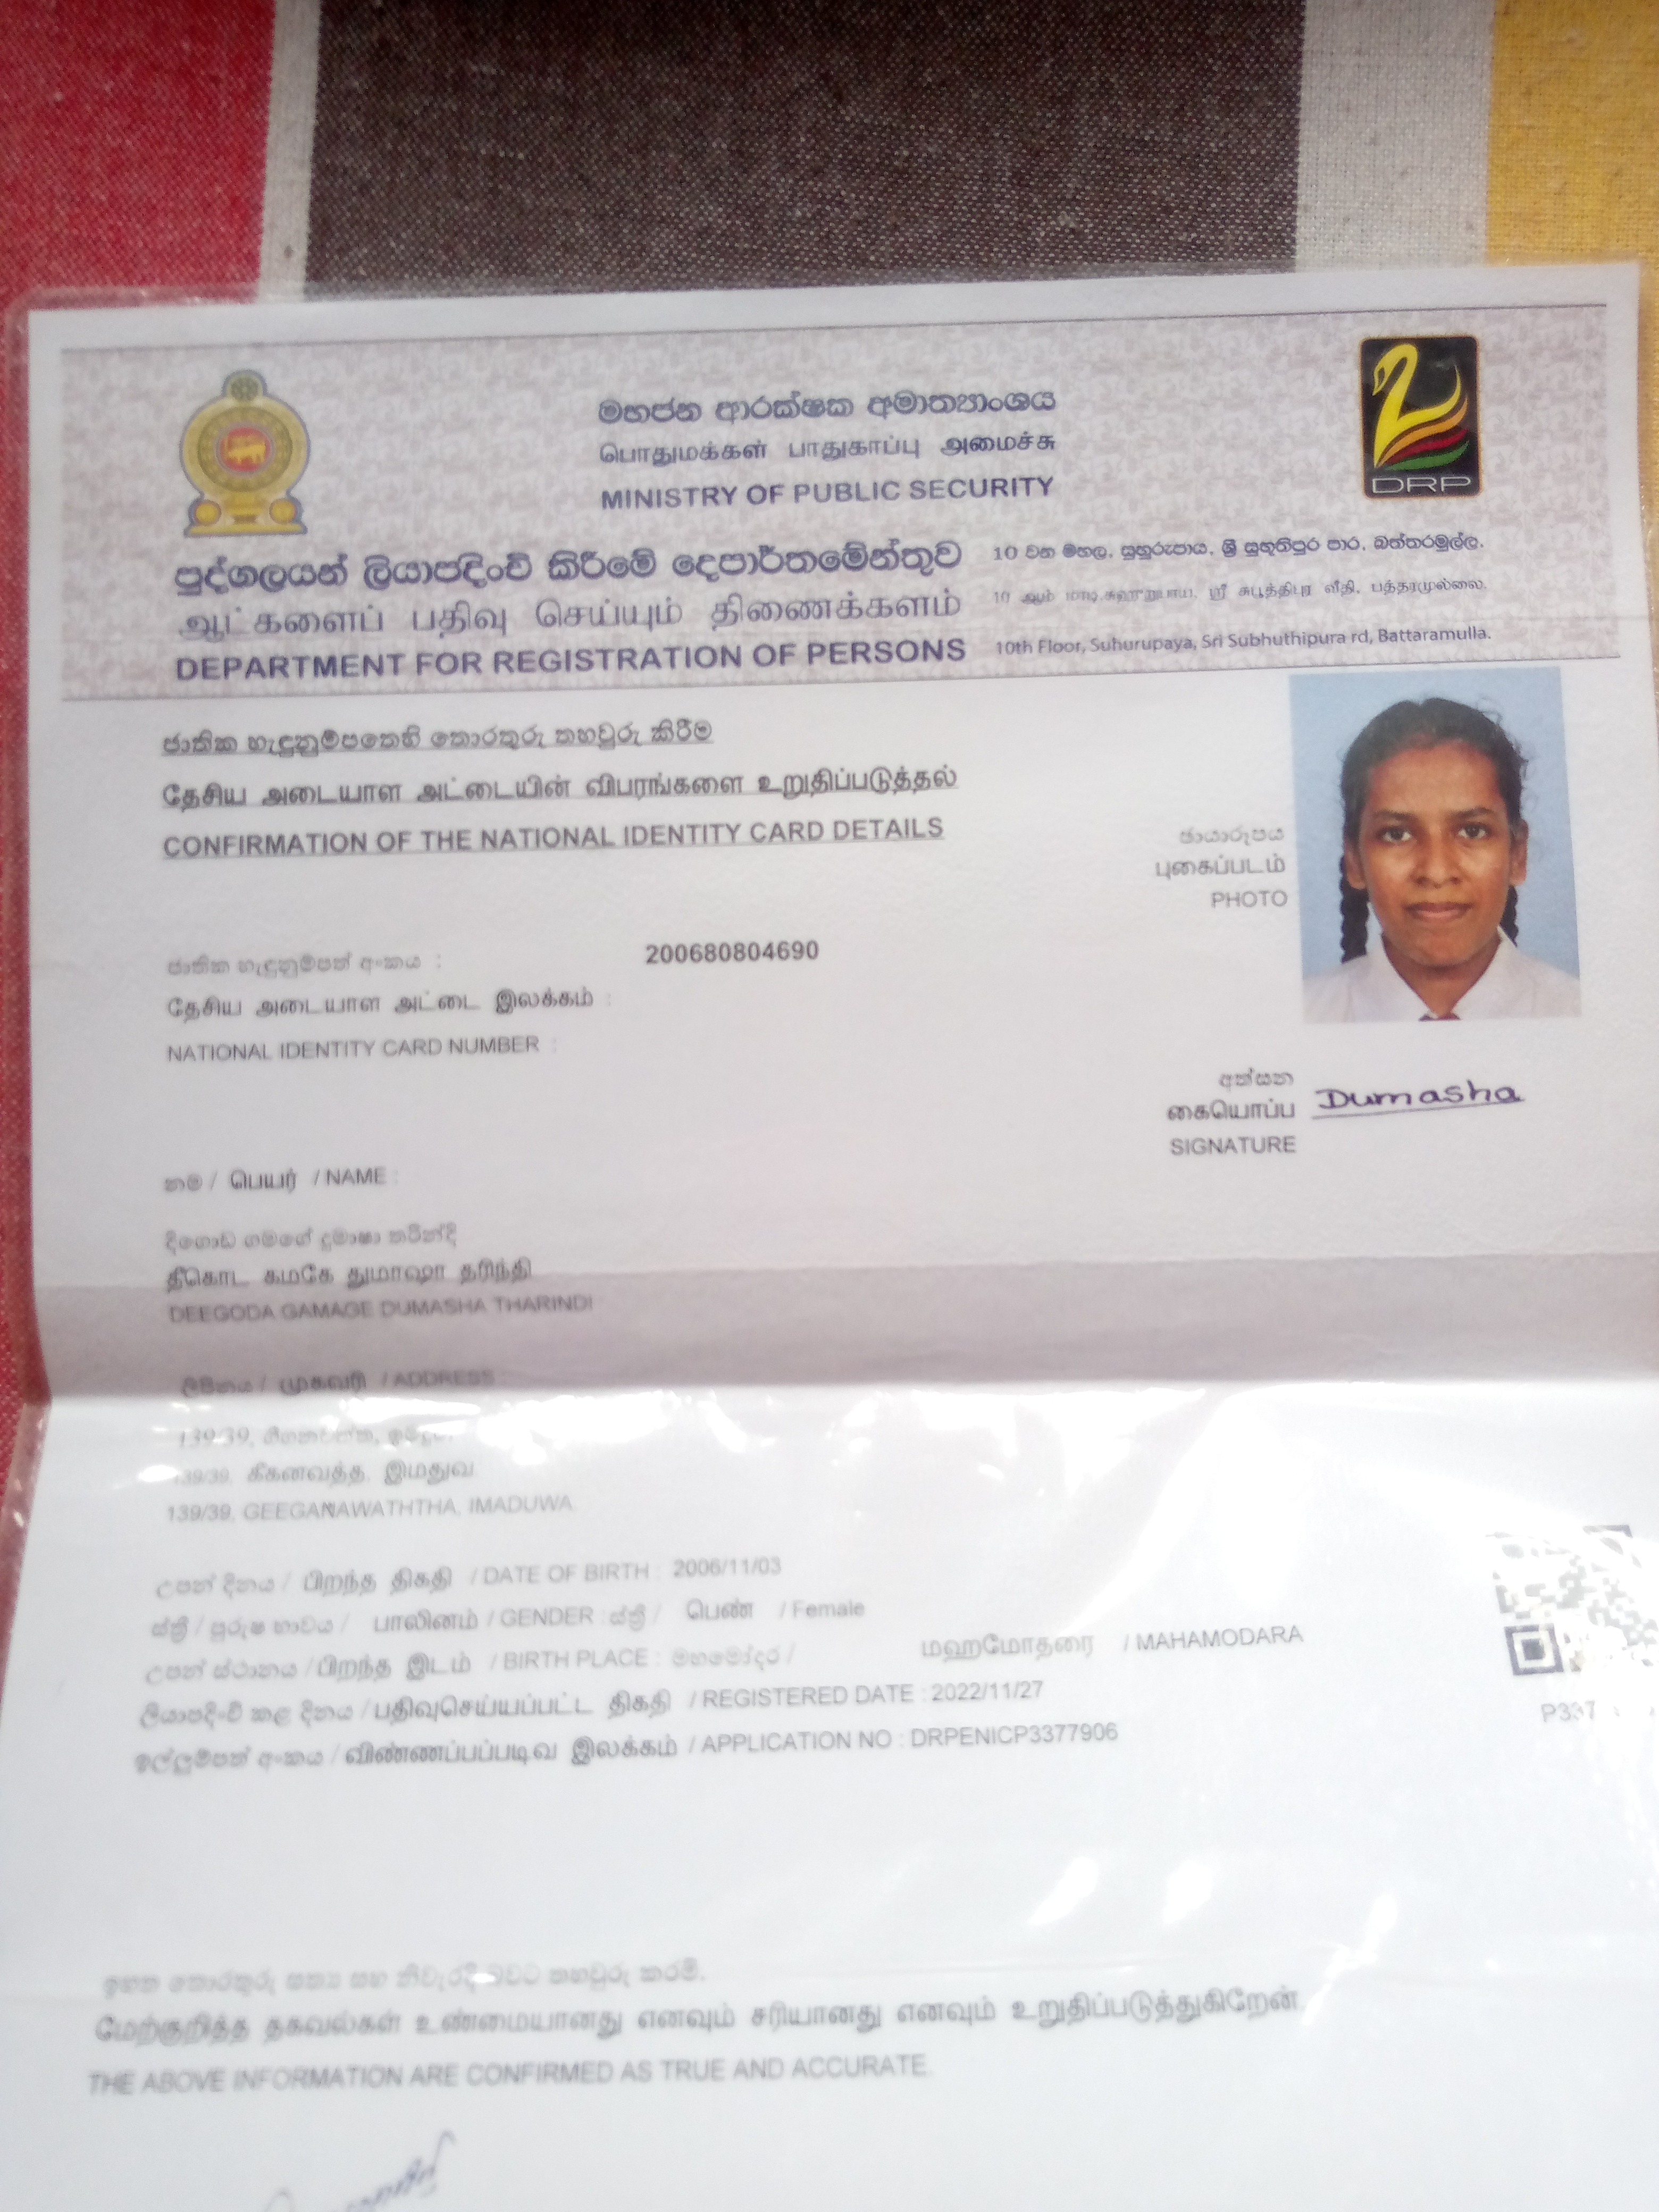 මහජන ආරක්ෂක අමාත්‍යාංශය
பொதுமக்கள் பாதுகாப்பு அமைச்சு
MINISTRY OF PUBLIC SECURITY
DRP
පුද්ගලයන් ලියාපදිංචි කිරීමේ දෙපාර්තමේන්තුව
ஆட்களைப் பதிவு செய்யும் திணைக்களம்
DEPARTMENT FOR REGISTRATION OF PERSONS
10 වන මහල, සුහුරුපාය, ශ්‍රී සුභූතිපුර පාර, බත්තරමුල්ල.
10 ஆம் மாடி, சுஹுறுபாய, ஸ்ரீ சுபூத்திபுர வீதி, பத்தரமுல்லை.
10th Floor, Suhurupaya, Sri Subhuthipura rd, Battaramulla.
ජාතික හැඳුනුම්පතෙහි තොරතුරු තහවුරු කිරීම
தேசிய அடையாள அட்டையின் விபரங்களை உறுதிப்படுத்தல்
CONFIRMATION OF THE NATIONAL IDENTITY CARD DETAILS
ඡායාරූපය
புகைப்படம்
PHOTO
ජාතික හැඳුනුම්පත් අංකය : 200680804690
தேசிய அடையாள அட்டை இலக்கம் :
NATIONAL IDENTITY CARD NUMBER :
අත්සන
கையொப்ப
SIGNATURE
Dumasha
නම / பெயர் / NAME :
දීගොඩ ගමගේ දුමාෂා තරින්දි
தீகொட கமகே துமாஷா தரிந்தி
DEEGODA GAMAGE DUMASHA THARINDI
ලිපිනය / முகவரி / ADDRESS :
139/39,
139/39, கீகனவத்த, இமதுவ
139/39, GEEGANAWATHTHA, IMADUWA
උපන් දිනය / பிறந்த திகதி / DATE OF BIRTH : 2006/11/03
ස්ත්‍රී / පුරුෂ භාවය / பாலினம் / GENDER : ස්ත්‍රී / பெண் / Female
උපන් ස්ථානය / பிறந்த இடம் / BIRTH PLACE : මහමෝදර / மஹமோதரை / MAHAMODARA
ලියාපදිංචි කල දිනය / பதிவுசெய்யப்பட்ட திகதி / REGISTERED DATE : 2022/11/27
ඉල්ලුම්පත් අංකය / விண்ணப்பப்படிவ இலக்கம் / APPLICATION NO : DRPENICP3377906
ඉහත තොරතුරු සත්‍ය සහ නිවැරදි බවට තහවුරු කරමි.
மேற்குறித்த தகவல்கள் உண்மையானது எனவும் சரியானது எனவும் உறுதிப்படுத்துகிறேன்.
THE ABOVE INFORMATION ARE CONFIRMED AS TRUE AND ACCURATE.